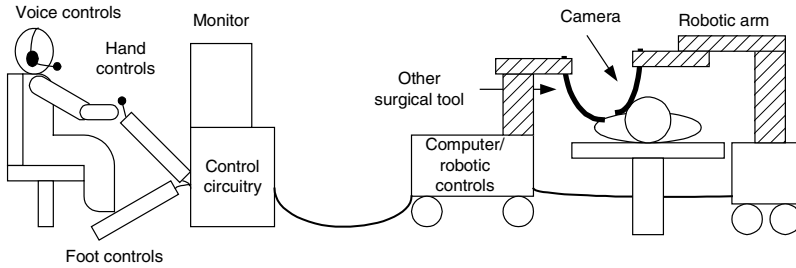 Voice controls
Hand
controls
Monitor
Control
circuitry
Foot controls
Other
surgical tool
Camera
Robotic arm
Computer/
robotic
controls